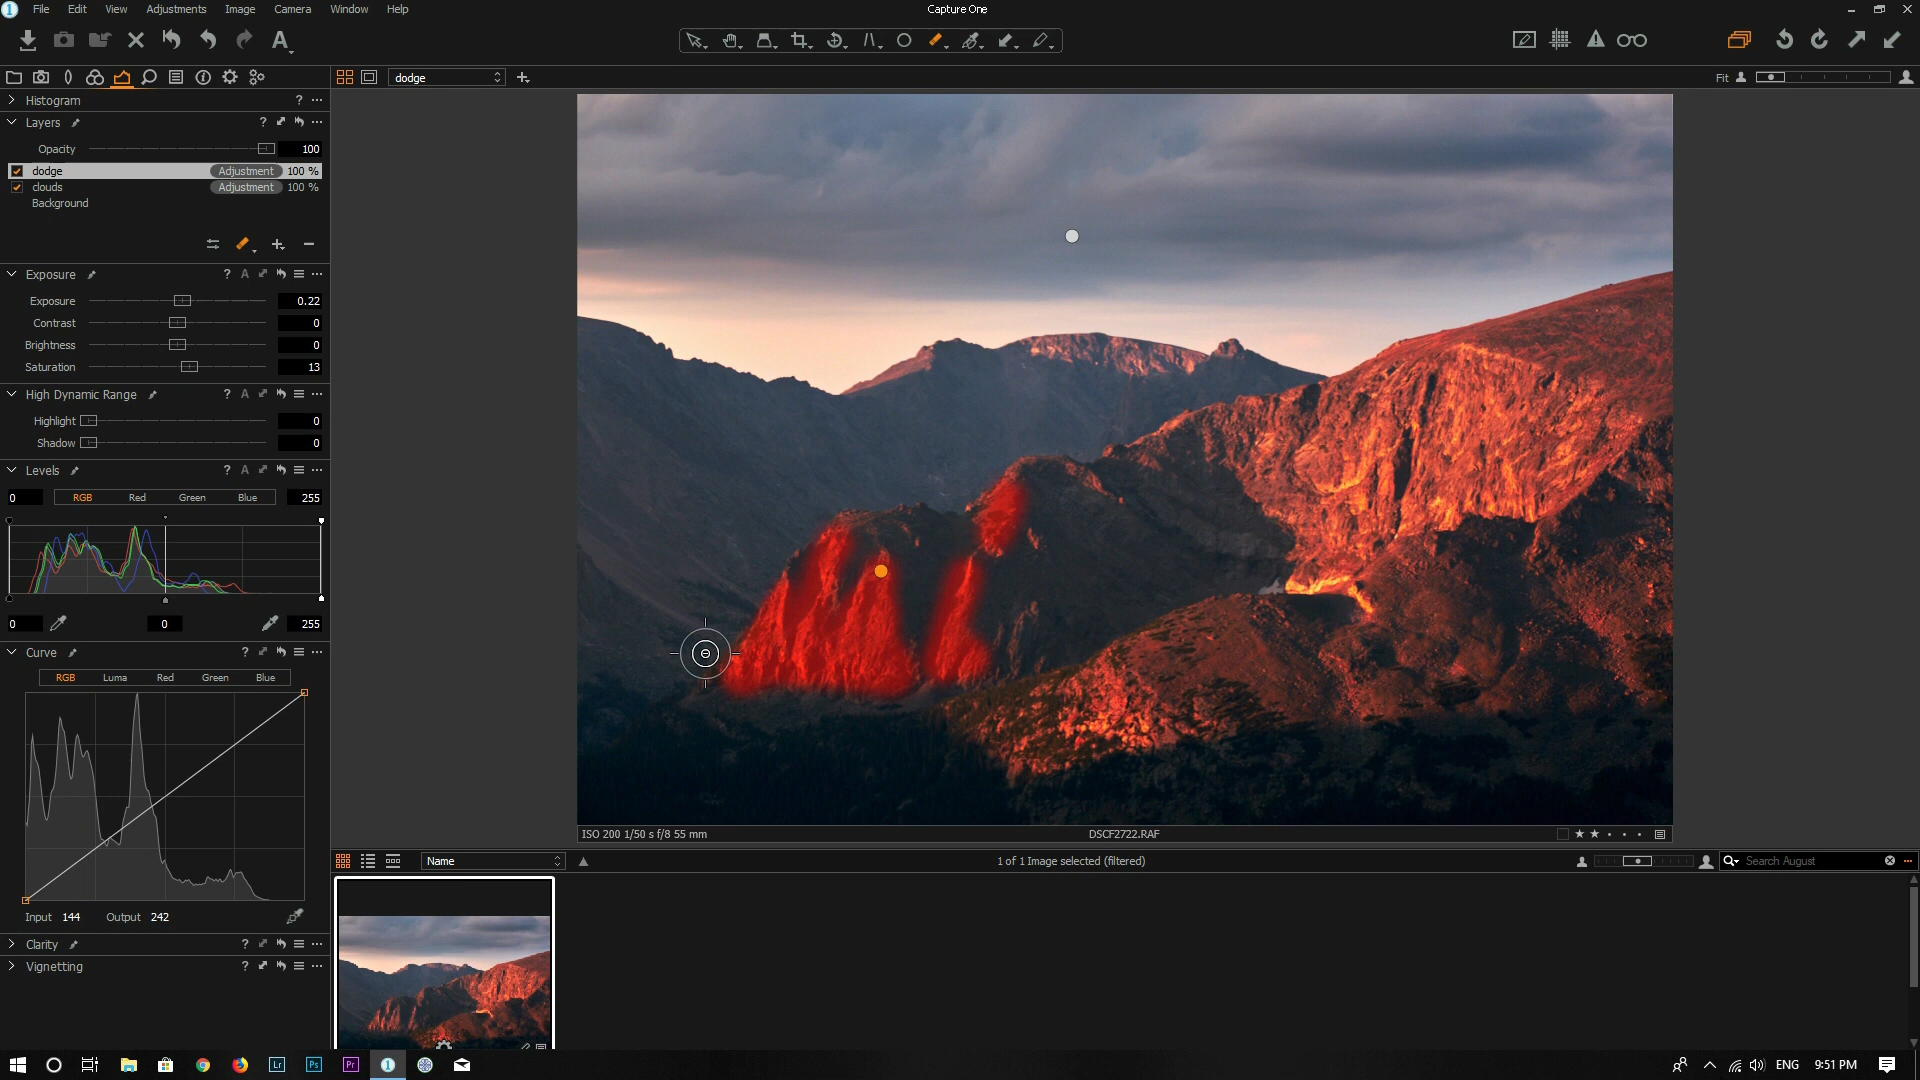 File Edit View Adjustments Image Camera Window Help
Capture One
dodge
Fit
Histogram
Layers
Opacity 100
dodge Adjustment 100 %
clouds Adjustment 100 %
Background
Exposure
Exposure 0.22
Contrast 0
Brightness 0
Saturation 13
High Dynamic Range
Highlight 0
Shadow 0
Levels
0 RGB Red Green Blue 255
0 0 255
Curve
RGB Luma Red Green Blue
Input 144 Output 242
Clarity
Vignetting
ISO 200 1/50 s f/8 55 mm
DSCF2722.RAF
Name
1 of 1 Image selected (filtered)
Search August
Lr Ps Pr 1
ENG 9:51 PM